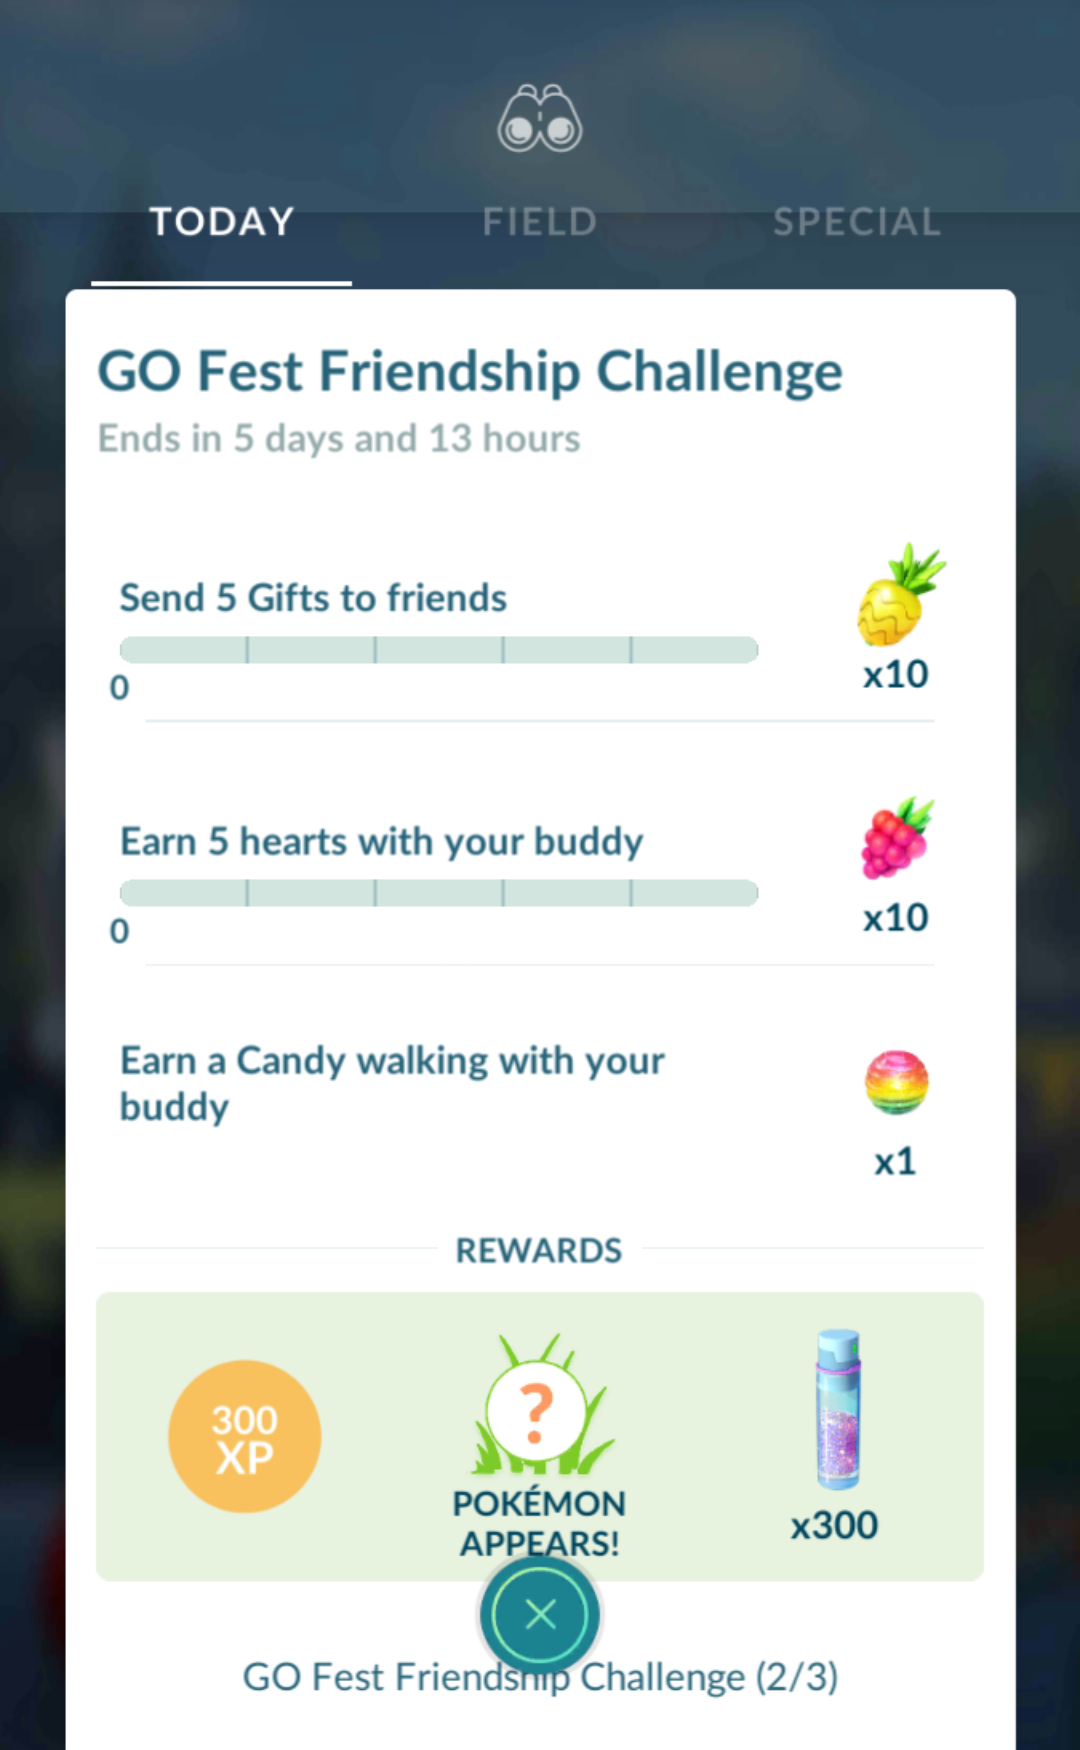 TODAY
FIELD
SPECIAL
GO Fest Friendship Challenge
Ends in 5 days and 13 hours
Send 5 Gifts to friends
0
x10
Earn 5 hearts with your buddy
0
x10
Earn a Candy walking with your
buddy
x1
REWARDS
300
XP
?
POKÉMON
APPEARS!
x300
GO Fest Friendship Challenge (2/3)